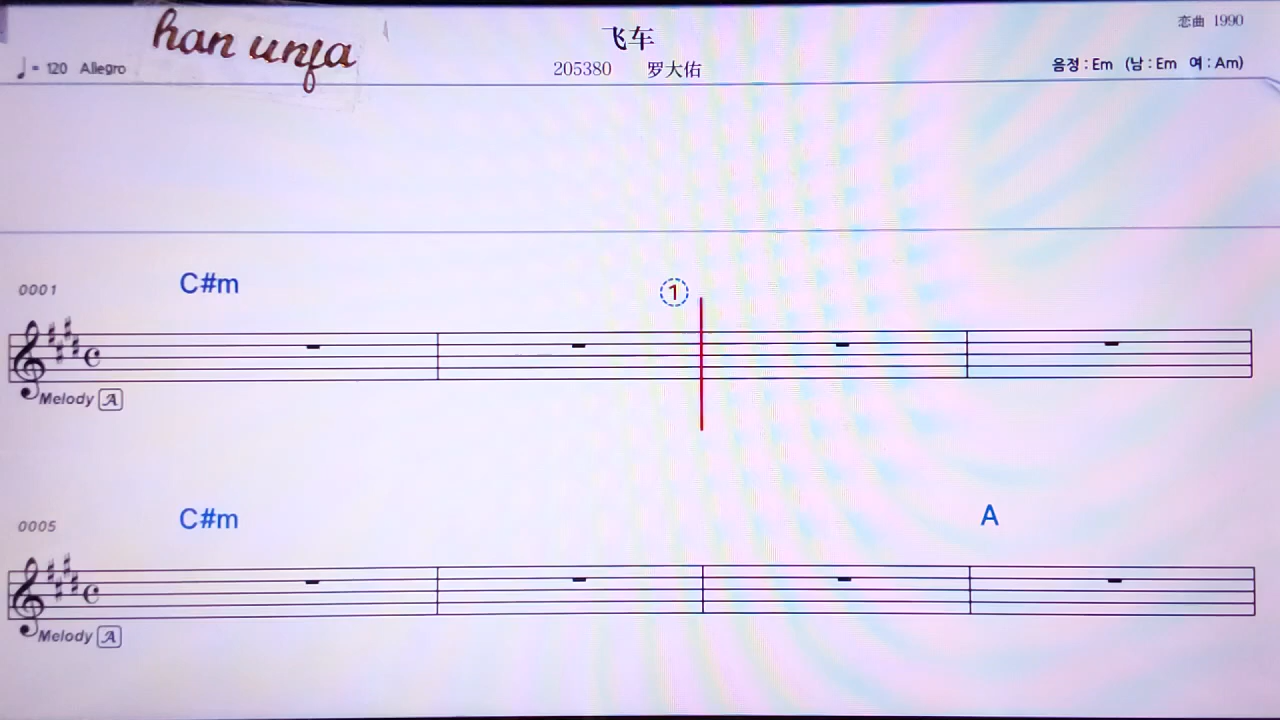 han unfa
飞车
恋曲 1990
♩= 120 Allegro
205380 罗大佑
음정 : Em (남 : Em 여 : Am)
0001
C#m
1
Melody A
0005
C#m
A
Melody A